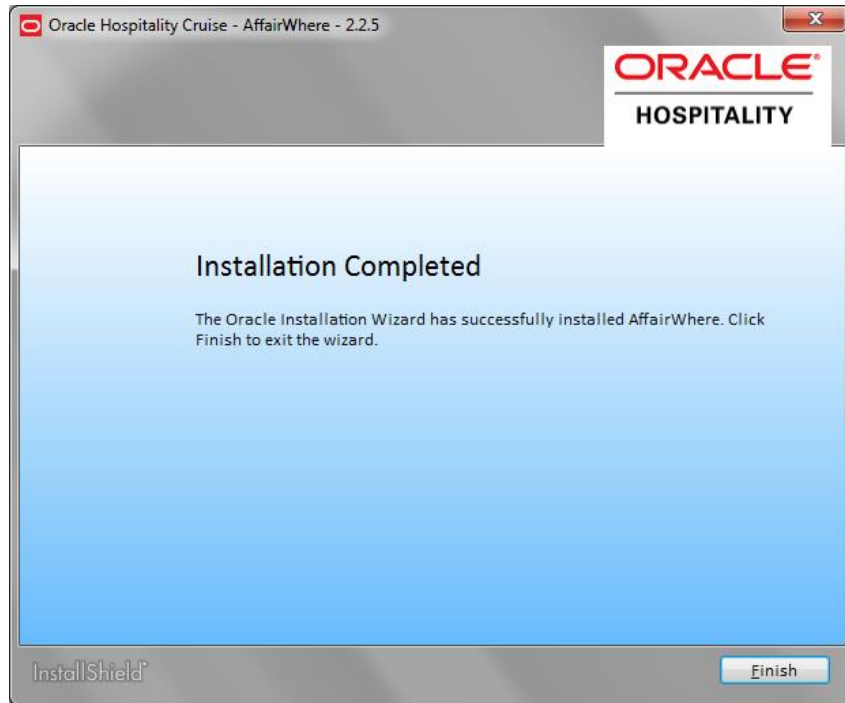 Oracle Hospitality Cruise - AffairWhere - 2.2.5
ORACLE®
HOSPITALITY
Installation Completed
The Oracle Installation Wizard has successfully installed AffairWhere. Click
Finish to exit the wizard.
InstallShield®
Finish